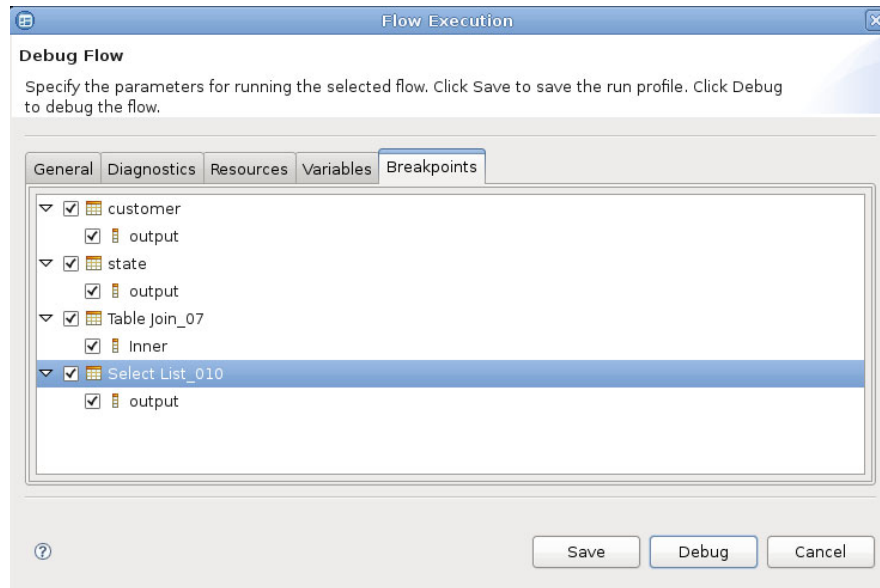 Flow Execution
Debug Flow
Specify the parameters for running the selected flow. Click Save to save the run profile. Click Debug
to debug the flow.
General Diagnostics Resources Variables Breakpoints
customer
output
state
output
Table Join_07
Inner
Select List_010
output
Save Debug Cancel